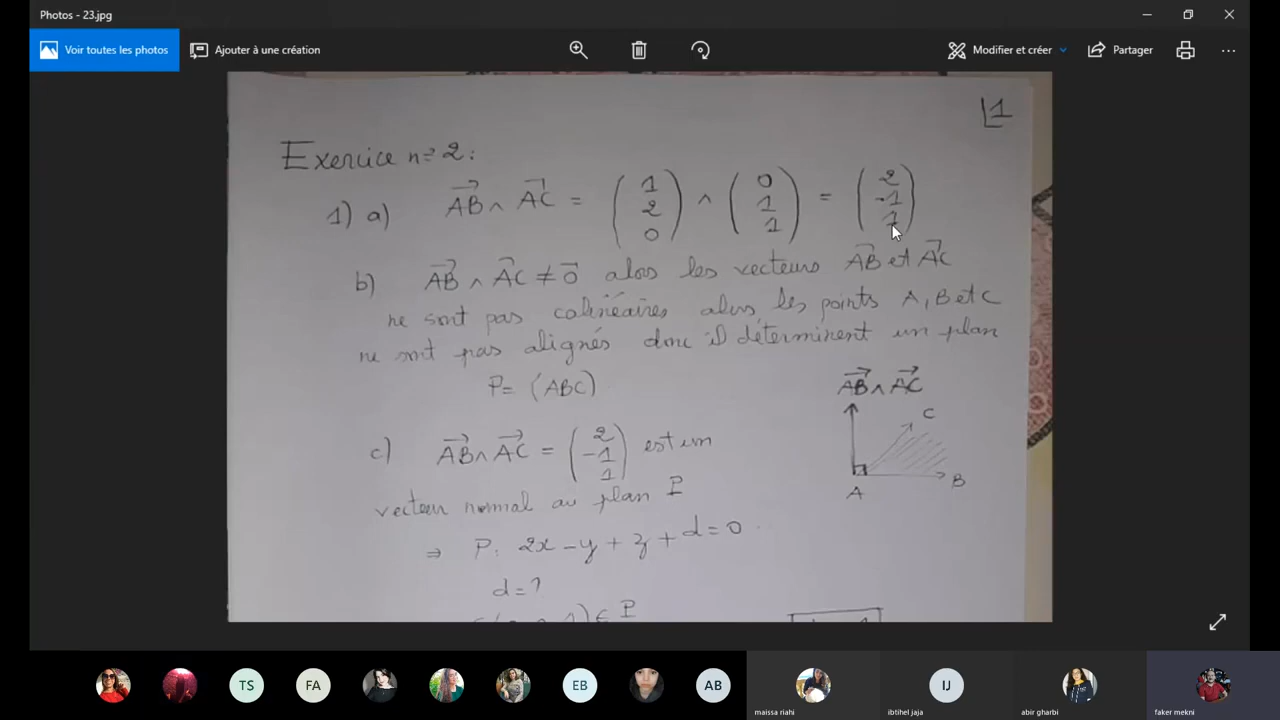 Photos - 23.jpg
Voir toutes les photos
Ajouter à une création
Modifier et créer
Partager
⌊1
Exercice n° 2 :
1) a) AB ∧ AC = (1 2 0) ∧ (0 1 1) = (2 -1 1)
b) AB ∧ AC ≠ 0 alors les vecteurs AB et AC
ne sont pas colinéaires alors les points A, B et C
ne sont pas alignés donc il déterminent un plan
P = (ABC)
AB ∧ AC
C
A
B
c) AB ∧ AC = (2 -1 1) est un
vecteur normal au plan P
⇒ P: 2x - y + z + d = 0
d = ?
∈ P
TS
FA
EB
AB
maissa riahi
IJ
ibtihel jaja
abir gharbi
faker mekni